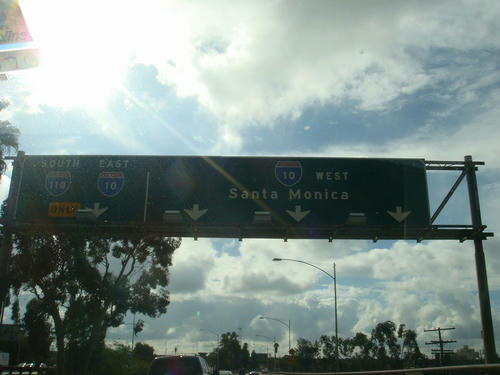 SOUTH EAST
110 10
ONLY
10 WEST
Santa Monica